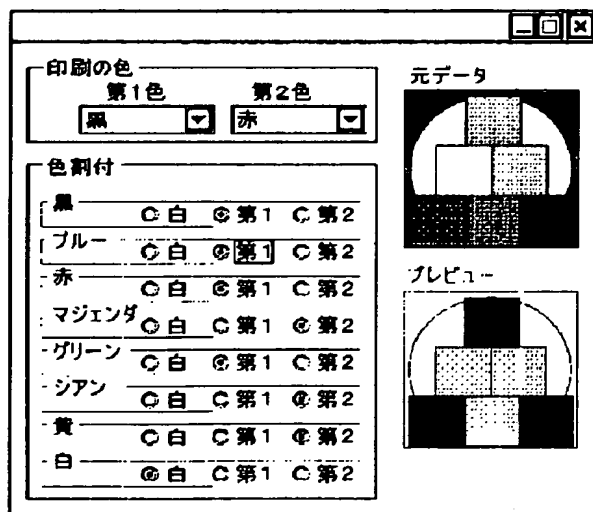 印刷の色
第1色 第2色
黒 赤
色割付
黒
白 第1 第2
ブルー
白 第1 第2
赤
白 第1 第2
マジェンダ
白 第1 第2
グリーン
白 第1 第2
シアン
白 第1 第2
黄
白 第1 第2
白
白 第1 第2
元データ
プレビュー